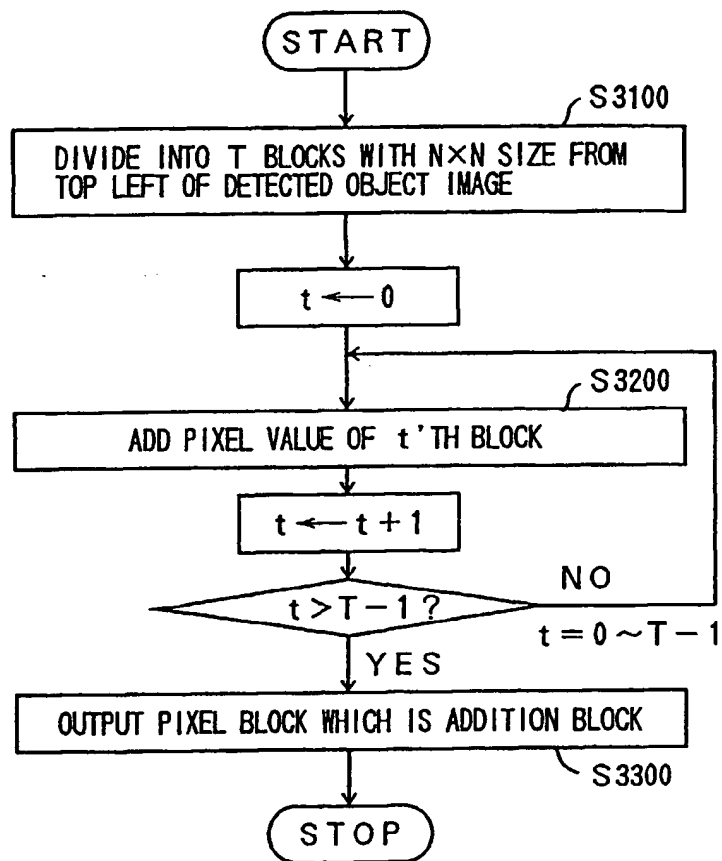 START
S3100
DIVIDE INTO T BLOCKS WITH N×N SIZE FROM
TOP LEFT OF DETECTED OBJECT IMAGE
t ← 0
S3200
ADD PIXEL VALUE OF t'TH BLOCK
t ← t + 1
NO
t > T − 1 ?
t = 0 ~ T − 1
YES
OUTPUT PIXEL BLOCK WHICH IS ADDITION BLOCK
S3300
STOP